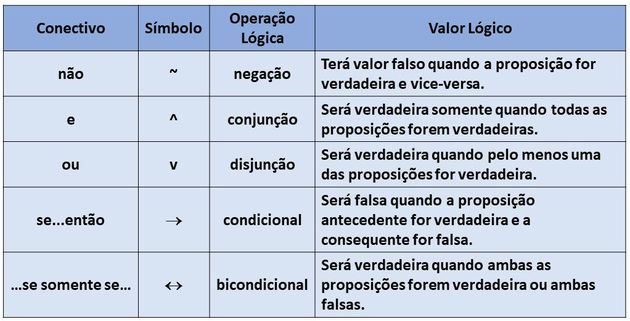 Conectivo Símbolo Operação Lógica Valor Lógico
não ~ negação Terá valor falso quando a proposição for
verdadeira e vice-versa.
e ^ conjunção Será verdadeira somente quando todas as
proposições forem verdadeiras.
ou v disjunção Será verdadeira quando pelo menos uma
das proposições for verdadeira.
se...então → condicional Será falsa quando a proposição
antecedente for verdadeira e a
consequente for falsa.
...se somente se... ↔ bicondicional Será verdadeira quando ambas as
proposições forem verdadeira ou ambas
falsas.